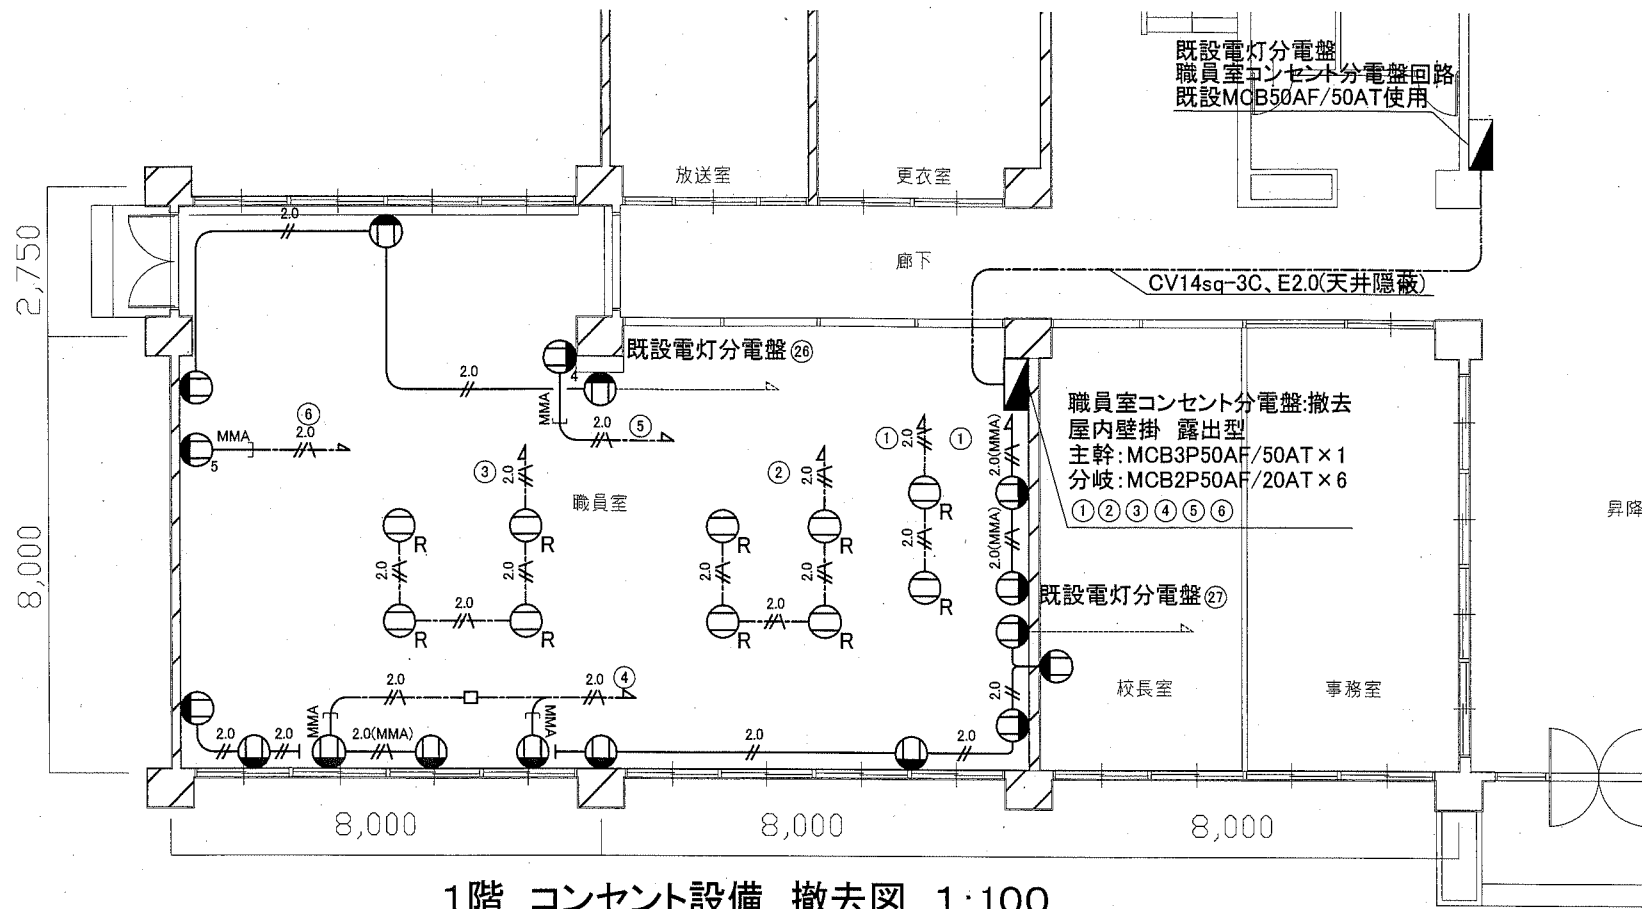 既設電灯分電盤
職員室コンセント分電盤回路
既設MCB50AF/50AT使用
放送室
更衣室
2.0
2,750
廊下
CV14sq-3C、E2.0(天井隠蔽)
既設電灯分電盤㉖
4
2.0
MMA
2.0
⑤
⑥
MMA
2.0
5
職員室コンセント分電盤:撤去
屋内壁掛 露出型
主幹:MCB3P50AF/50AT×1
分岐:MCB2P50AF/20AT×6
①②③④⑤⑥
①
2.0
①
2.0(MMA)
③
2.0
職員室
②
2.0
昇降
R
R
R
R
R
2.0
2.0
2.0
2.0
2.0
2.0(MMA)
8,000
既設電灯分電盤㉗
2.0
2.0
R
R
R
R
R
2.0
2.0
④
2.0
校長室
事務室
MMA
MMA
2.0
2.0
2.0(MMA)
2.0
2.0
8,000
8,000
8,000
1階 コンセント設備 撤去図 1:100